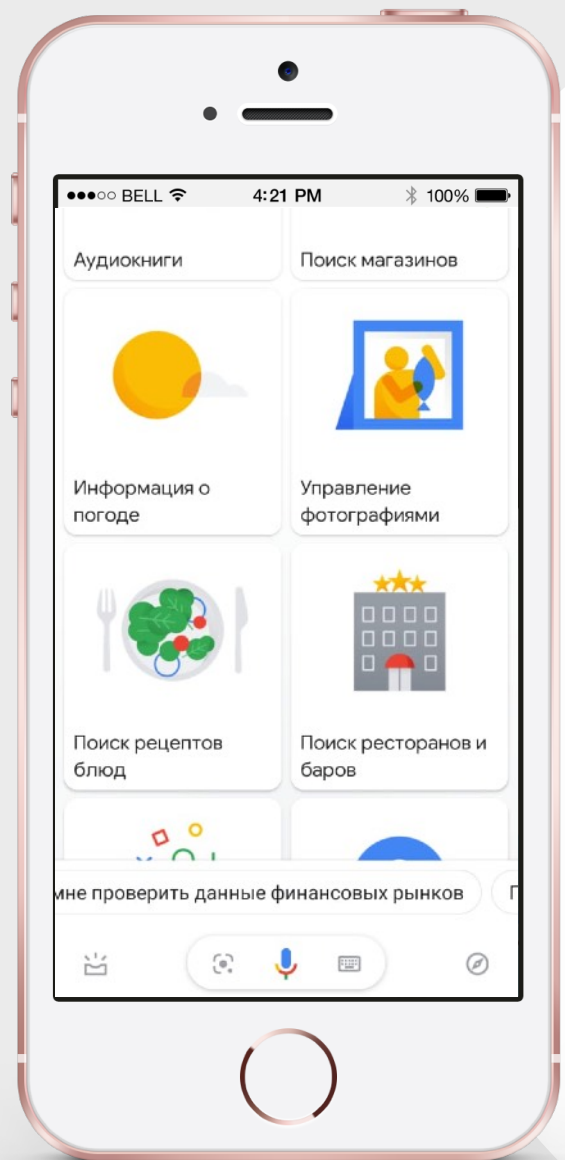 BELL 4:21 PM 100%
Аудиокниги
Поиск магазинов
Информация о
погоде
Управление
фотографиями
Поиск рецептов
блюд
Поиск ресторанов и
баров
мне проверить данные финансовых рынков